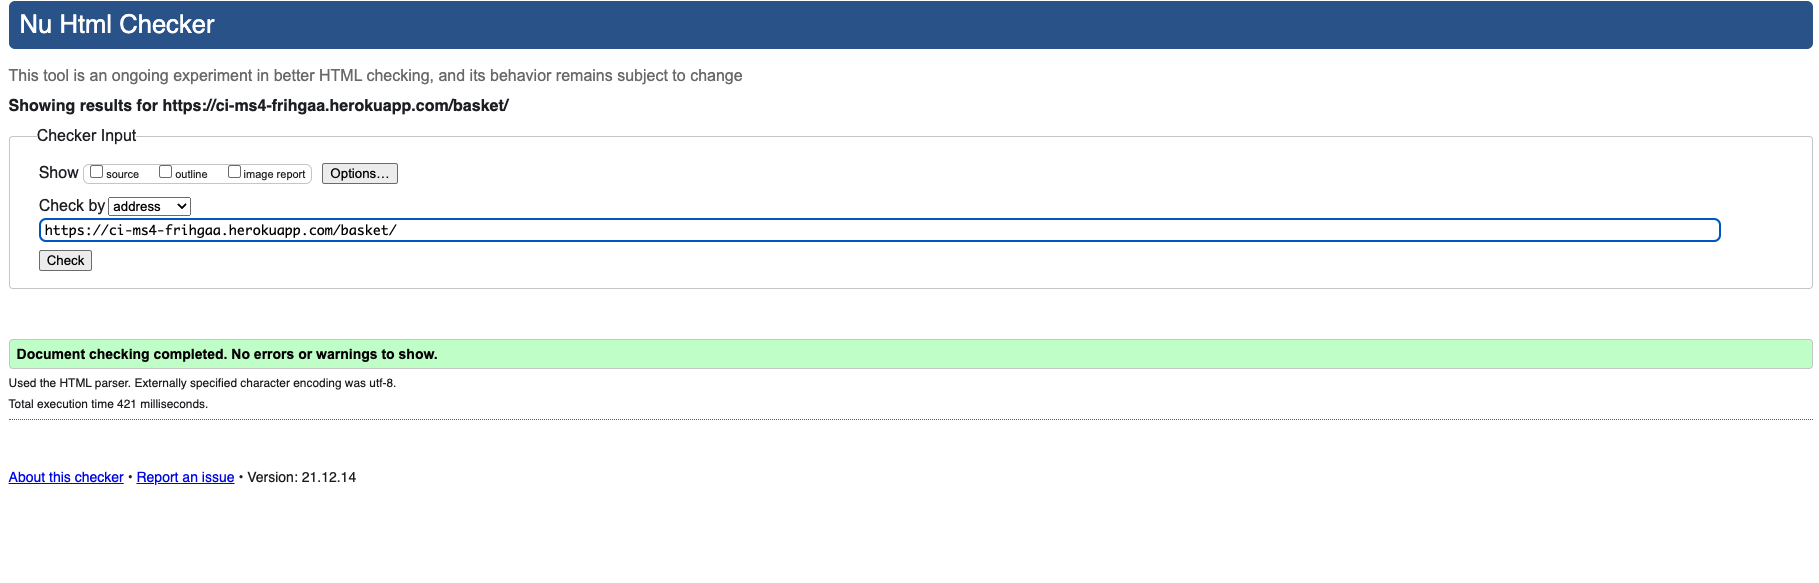 Nu Html Checker
This tool is an ongoing experiment in better HTML checking, and its behavior remains subject to change
Showing results for https://ci-ms4-frihgaa.herokuapp.com/basket/
Checker Input
Show source outline image report Options...
Check by address
https://ci-ms4-frihgaa.herokuapp.com/basket/
Check
Document checking completed. No errors or warnings to show.
Used the HTML parser. Externally specified character encoding was utf-8.
Total execution time 421 milliseconds.
About this checker • Report an issue • Version: 21.12.14